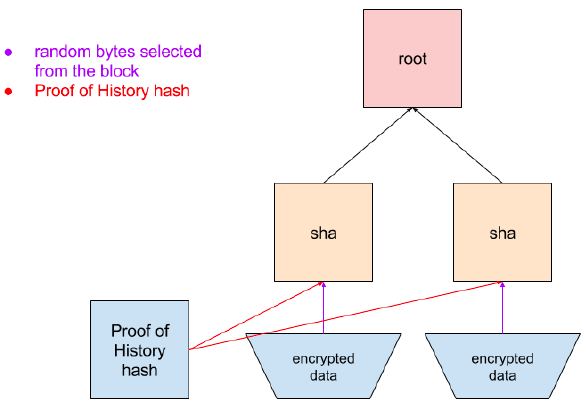 random bytes selected
from the block
Proof of History hash
root
sha
sha
Proof of
History
hash
encrypted
data
encrypted
data